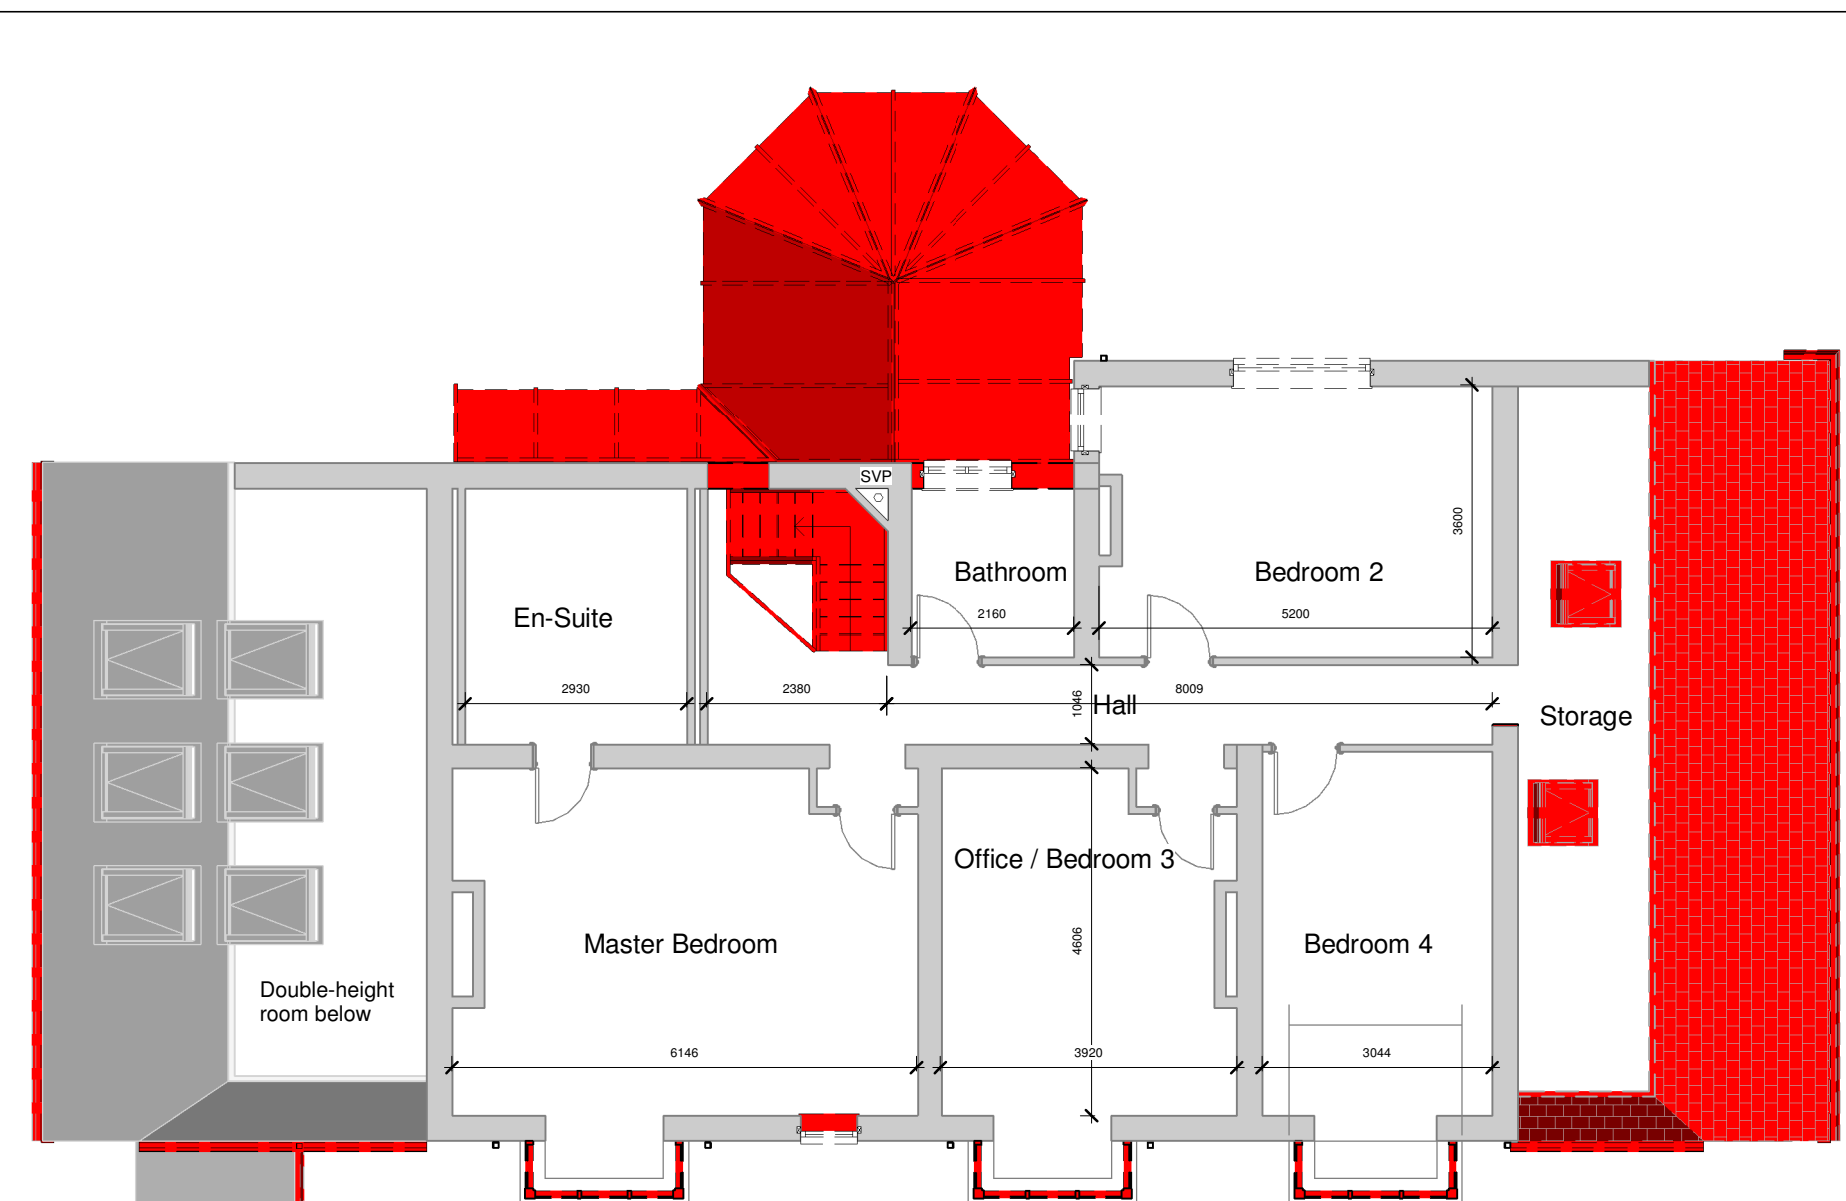 SVP
3600
Bathroom
Bedroom 2
En-Suite
2160
5200
2930
2380
8009
1046
Hall
Storage
Office / Bedroom 3
4606
Master Bedroom
Bedroom 4
Double-height
room below
6146
3920
3044